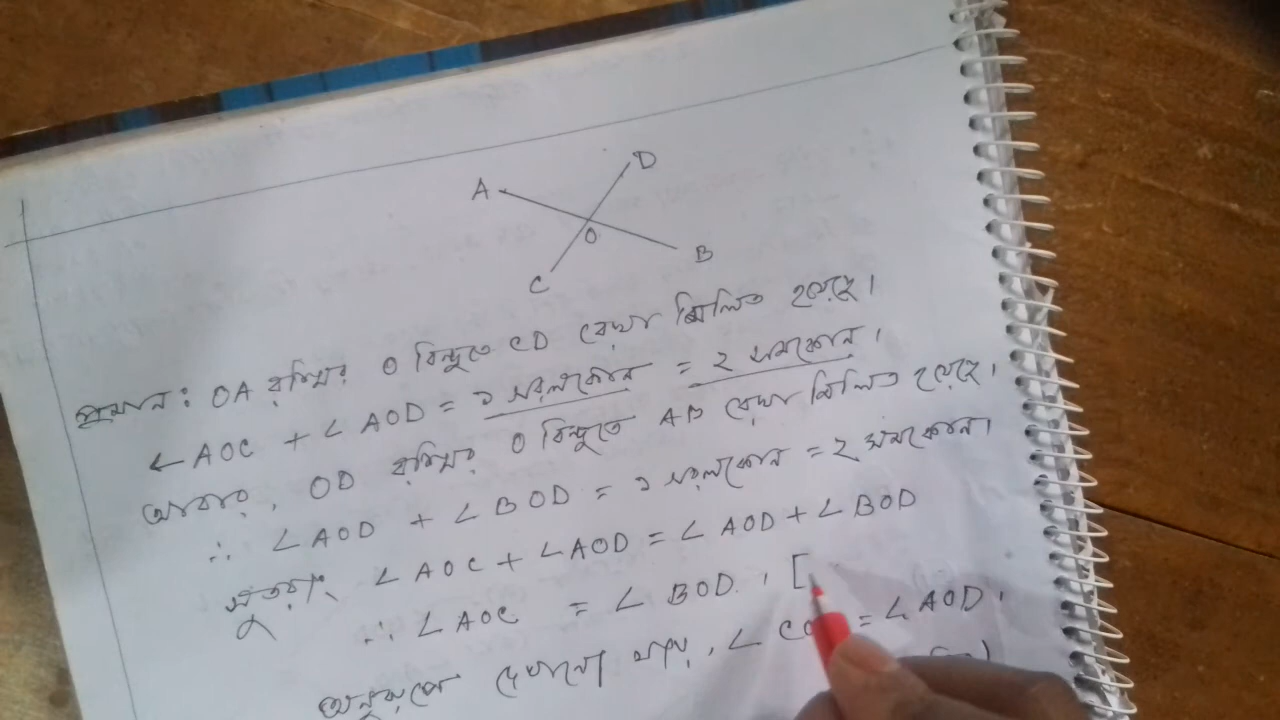 A
D
O
B
C
প্রমান: OA রশ্মির O বিন্দুতে CD রেখা মিলিত হয়েছে।
∠AOC + ∠AOD = ১ সরলকোন = ২ সমকোন।
আবার, OD রশ্মির O বিন্দুতে AB রেখা মিলিত হয়েছে।
∴ ∠AOD + ∠BOD = ১ সরলকোন = ২ সমকোন।
সুতরাং ∠AOC + ∠AOD = ∠AOD + ∠BOD
∴ ∠AOC = ∠BOD। [
অনুরূপে দেখানো যায়, ∠CO = ∠AOD।